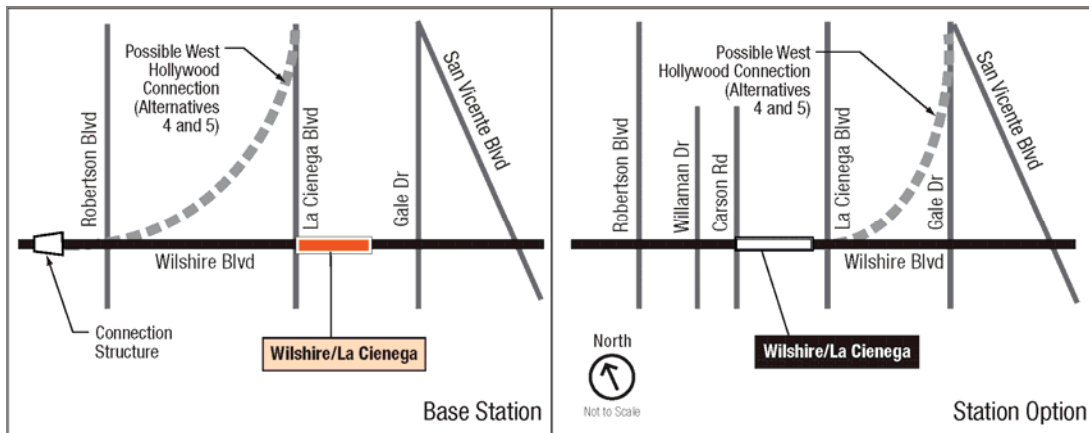 Possible West
Hollywood
Connection
(Alternatives
4 and 5)
Robertson Blvd
La Cienega Blvd
Gale Dr
San Vicente Blvd
Wilshire Blvd
Connection
Structure
Wilshire/La Cienega
Base Station
Possible West
Hollywood Connection
(Alternatives
4 and 5)
Robertson Blvd
Willaman Dr
Carson Rd
La Cienega Blvd
Gale Dr
San Vicente Blvd
Wilshire Blvd
Wilshire/La Cienega
North
Not to Scale
Station Option